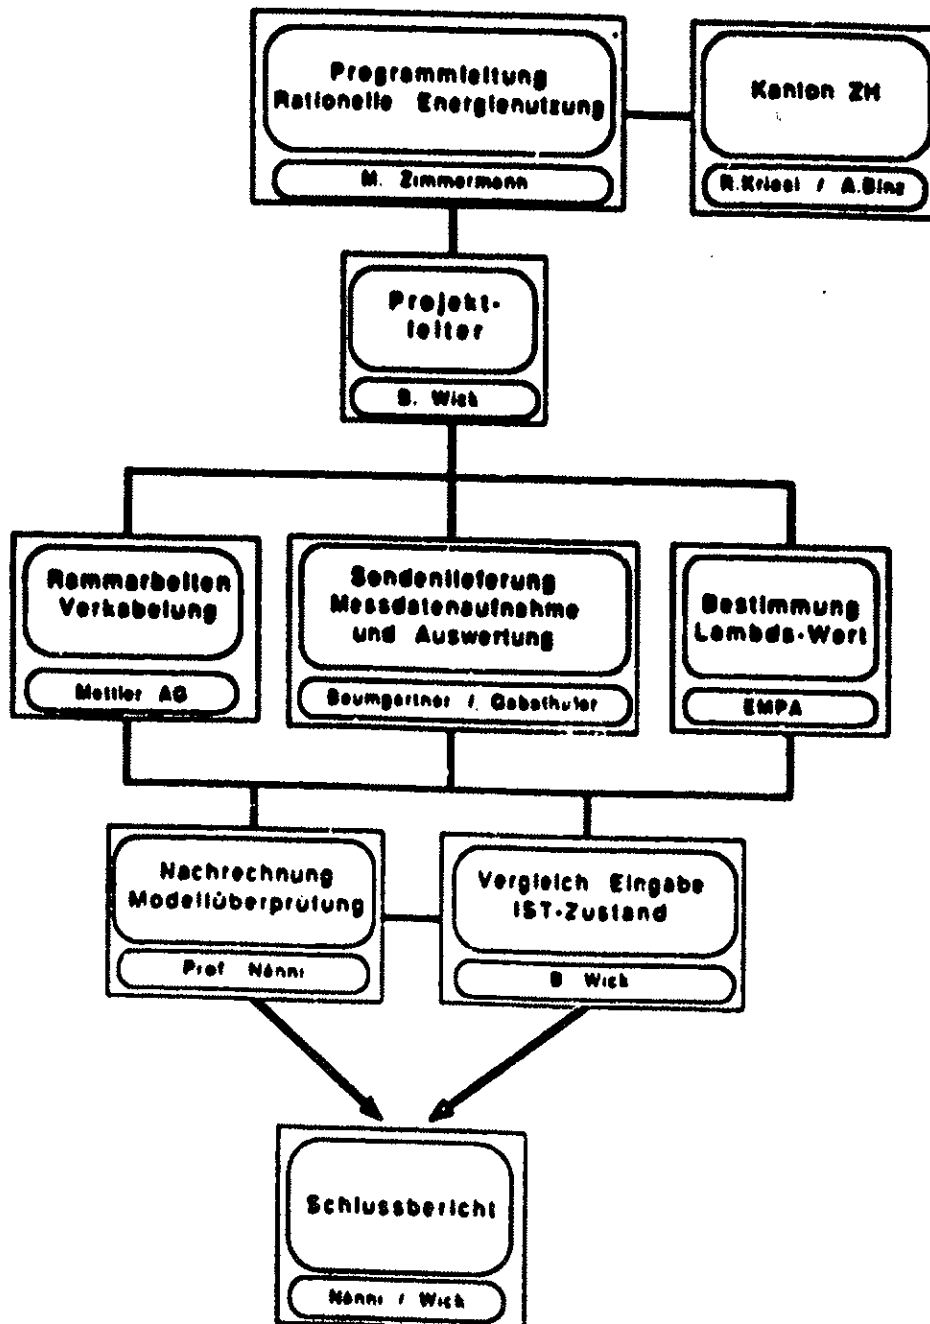 Programmleitung
Rationelle Energienutzung
M. Zimmermann
Kanton ZH
R.Kriesi / A.Binz
Projekt-
leiter
B. Wick
Rammarbeiten
Verkabelung
Mettler AG
Sondenlieferung
Messdatenaufnahme
und Auswertung
Baumgartner / Gabathuler
Bestimmung
Lambda-Wert
EMPA
Nachrechnung
Modellüberprüfung
Prof Nänni
Vergleich Eingabe
IST-Zustand
B Wick
Schlussbericht
Nänni / Wick